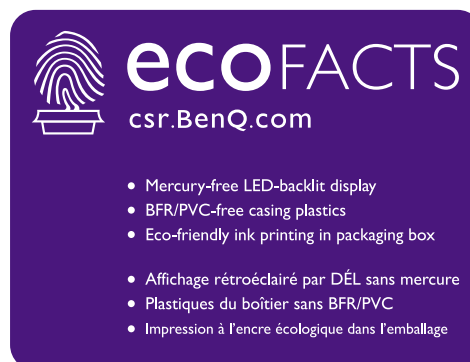 ecoFACTS
csr.BenQ.com
• Mercury-free LED-backlit display
• BFR/PVC-free casing plastics
• Eco-friendly ink printing in packaging box
• Affichage rétroéclairé par DÉL sans mercure
• Plastiques du boîtier sans BFR/PVC
• Impression à l'encre écologique dans l'emballage